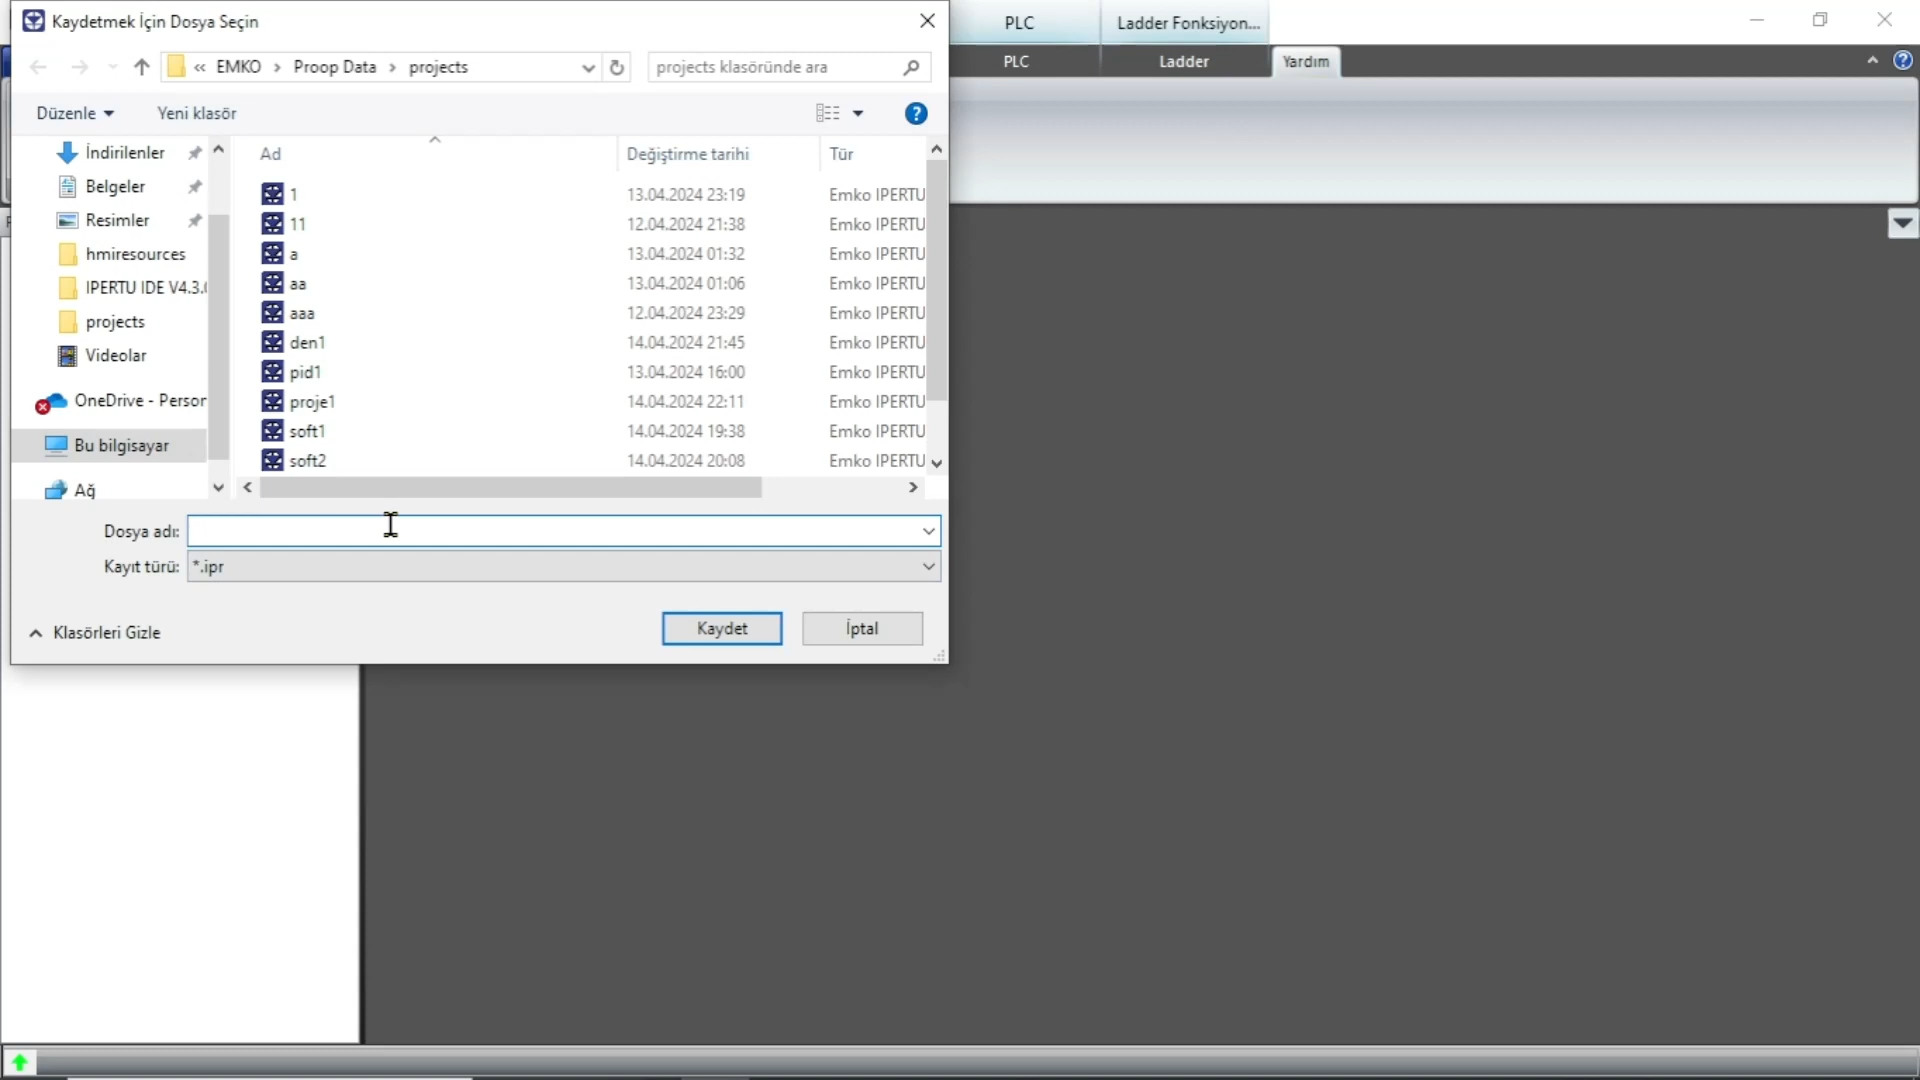 Kaydetmek İçin Dosya Seçin
PLC
Ladder Fonksiyon...
« EMKO › Proop Data › projects
projects klasöründe ara
PLC
Ladder
Yardım
Düzenle
Yeni klasör
İndirilenler
Belgeler
Resimler
hmiresources
IPERTU IDE V4.3.
projects
Videolar
OneDrive - Person
Bu bilgisayar
Ağ
Ad
Değiştirme tarihi
Tür
1
13.04.2024 23:19
Emko IPERTU
11
12.04.2024 21:38
Emko IPERTU
a
13.04.2024 01:32
Emko IPERTU
aa
13.04.2024 01:06
Emko IPERTU
aaa
12.04.2024 23:29
Emko IPERTU
den1
14.04.2024 21:45
Emko IPERTU
pid1
13.04.2024 16:00
Emko IPERTU
proje1
14.04.2024 22:11
Emko IPERTU
soft1
14.04.2024 19:38
Emko IPERTU
soft2
14.04.2024 20:08
Emko IPERTU
Dosya adı:
Kayıt türü:
*.ipr
Klasörleri Gizle
Kaydet
İptal